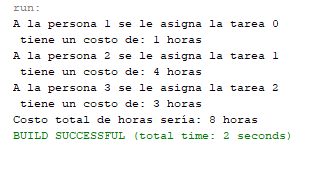 run:
A la persona 1 se le asigna la tarea 0
tiene un costo de: 1 horas
A la persona 2 se le asigna la tarea 1
tiene un costo de: 4 horas
A la persona 3 se le asigna la tarea 2
tiene un costo de: 3 horas
Costo total de horas sería: 8 horas
BUILD SUCCESSFUL (total time: 2 seconds)